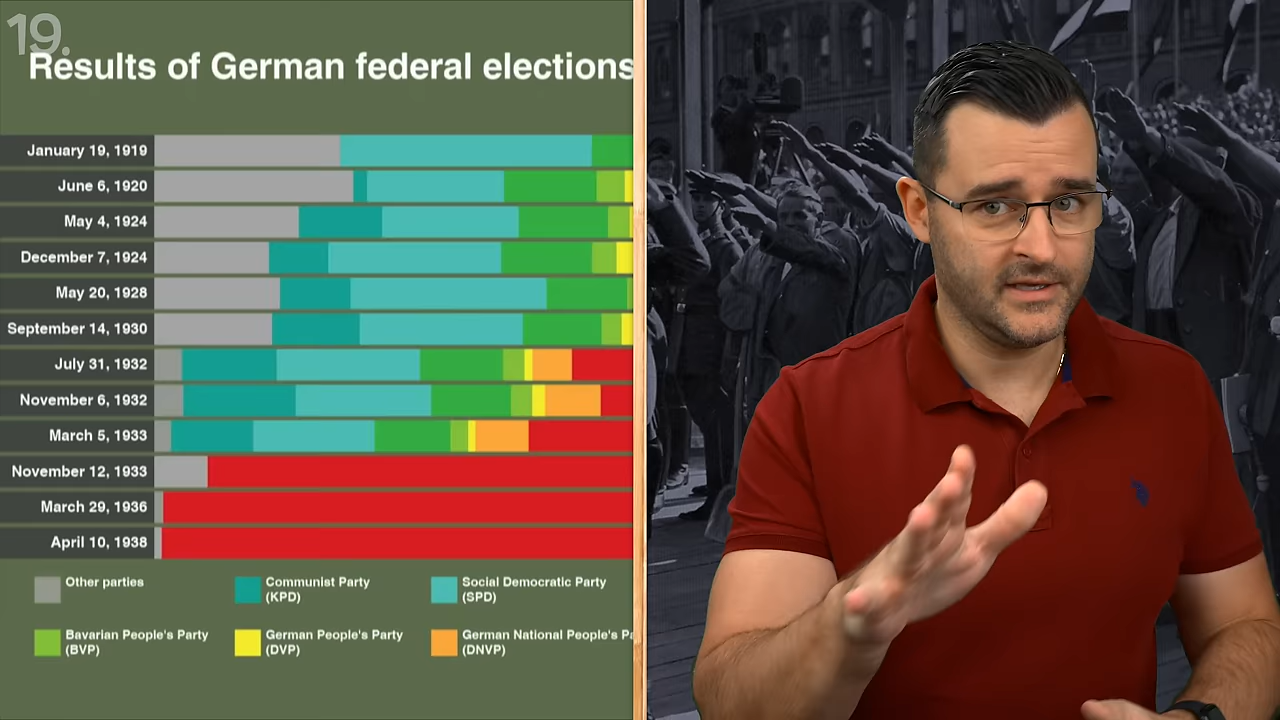 19.
Results of German federal elections
January 19, 1919
June 6, 1920
May 4, 1924
December 7, 1924
May 20, 1928
September 14, 1930
July 31, 1932
November 6, 1932
March 5, 1933
November 12, 1933
March 29, 1936
April 10, 1938
Other parties
Communist Party
(KPD)
Social Democratic Party
(SPD)
Bavarian People's Party
(BVP)
German People's Party
(DVP)
German National People's Pa
(DNVP)